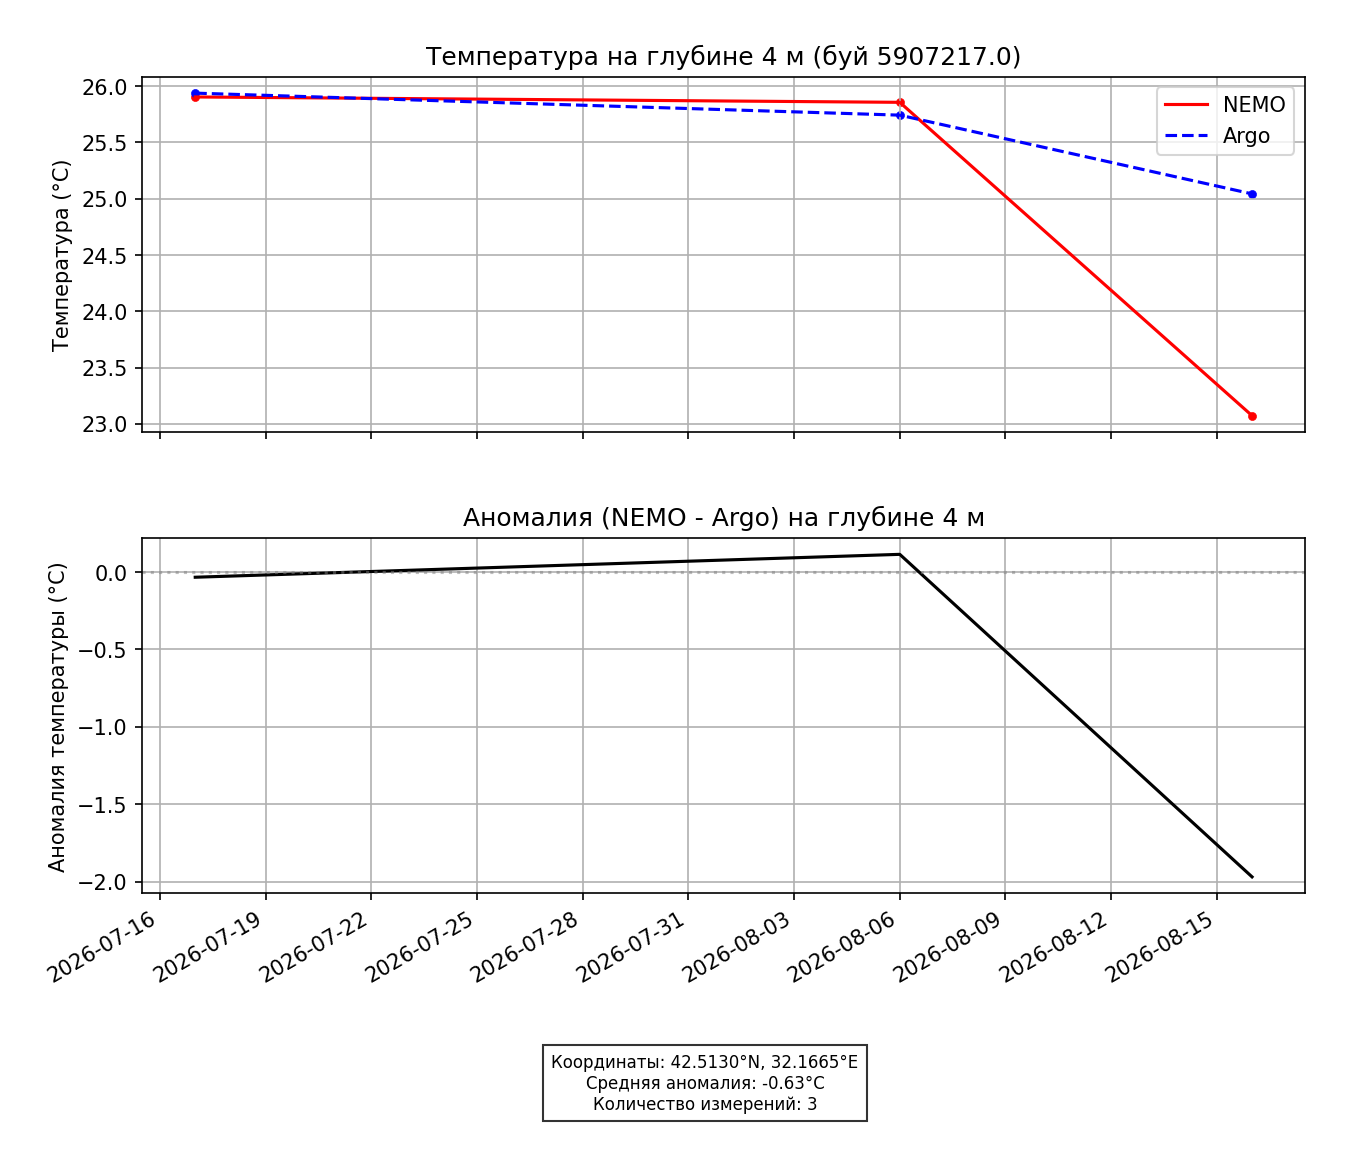 Температура на глубине 4 м (буй 5907217.0)
Температура (°C)
26.0
25.5
25.0
24.5
24.0
23.5
23.0
NEMO
Argo
Аномалия (NEMO - Argo) на глубине 4 м
Аномалия температуры (°C)
0.0
−0.5
−1.0
−1.5
−2.0
2026-07-16
2026-07-19
2026-07-22
2026-07-25
2026-07-28
2026-07-31
2026-08-03
2026-08-06
2026-08-09
2026-08-12
2026-08-15
Координаты: 42.5130°N, 32.1665°E
Средняя аномалия: -0.63°C
Количество измерений: 3